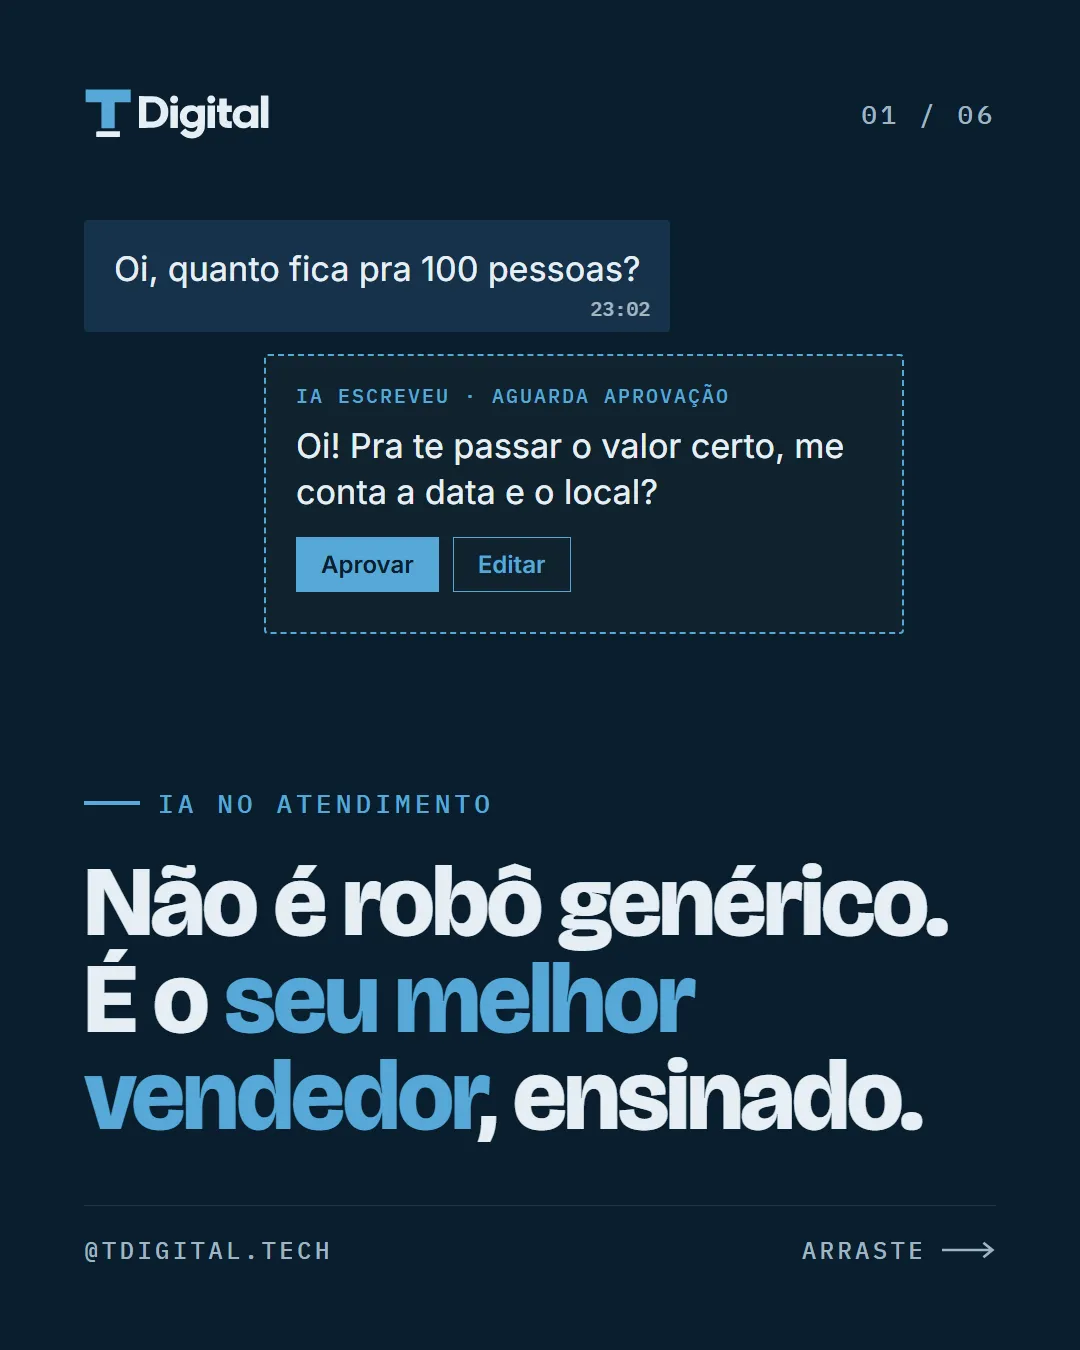 T Digital
01 / 06
Oi, quanto fica pra 100 pessoas?
23:02
IA ESCREVEU · AGUARDA APROVAÇÃO
Oi! Pra te passar o valor certo, me
conta a data e o local?
Aprovar
Editar
IA NO ATENDIMENTO
Não é robô genérico.
É o seu melhor
vendedor, ensinado.
@TDIGITAL.TECH
ARRASTE